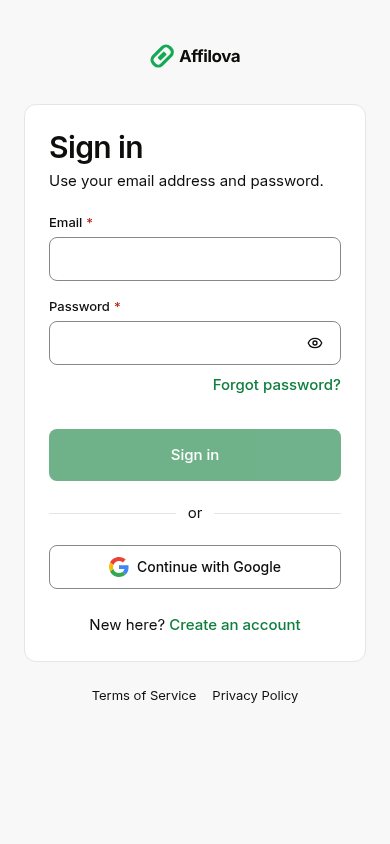 Affilova
Sign in
Use your email address and password.
Email *
Password *
Forgot password?
Sign in
or
Continue with Google
New here? Create an account
Terms of Service Privacy Policy